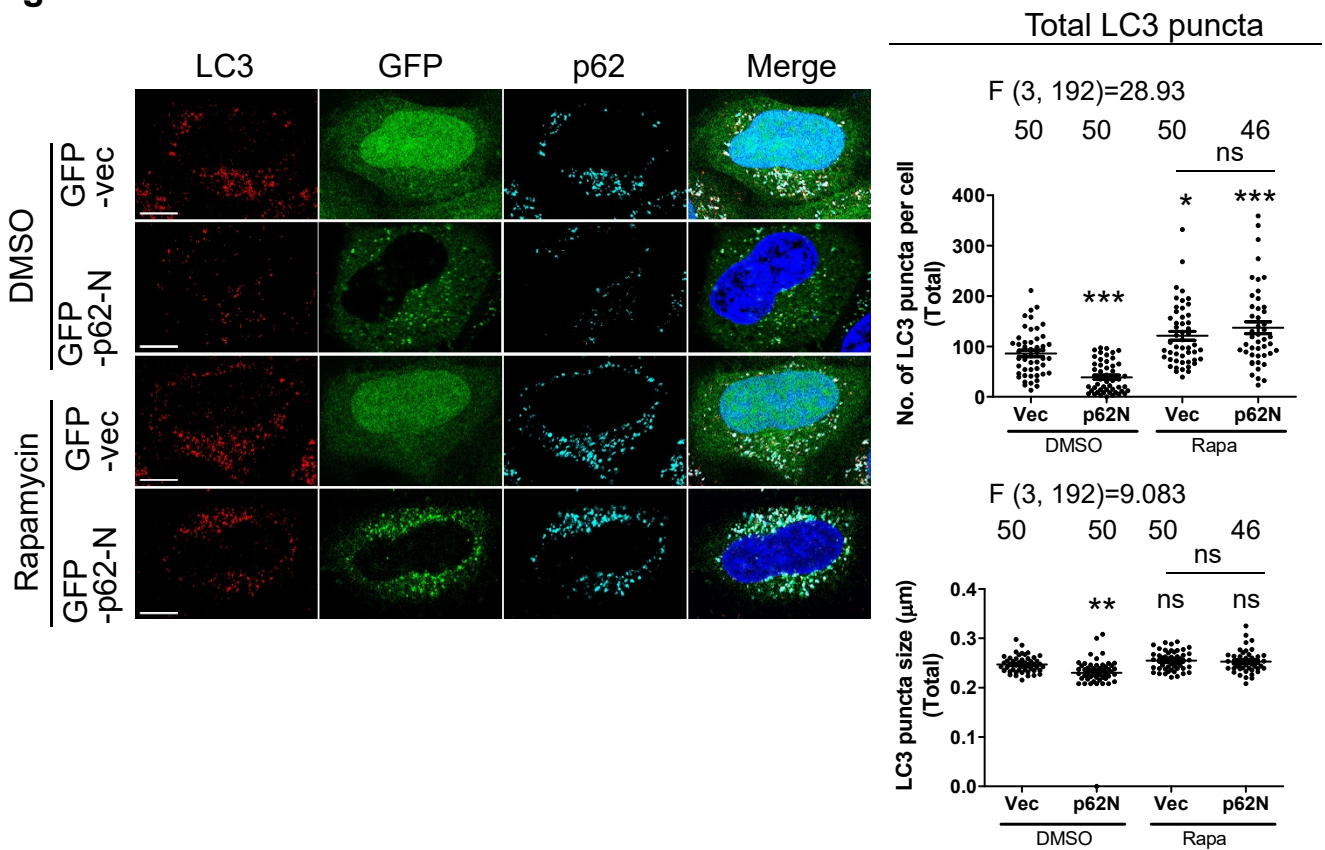 LC3 GFP p62 Merge
DMSO
GFP
-vec
GFP
-p62-N
Rapamycin
GFP
-vec
GFP
-p62-N
Total LC3 puncta
F (3, 192)=28.93
50 50 50 46
ns
* ***
***
No. of LC3 puncta per cell
(Total)
400
300
200
100
0
Vec p62N Vec p62N
DMSO Rapa
F (3, 192)=9.083
50 50 50 46
ns
** ns ns
LC3 puncta size (μm)
(Total)
0.4
0.3
0.2
0.1
0.0
Vec p62N Vec p62N
DMSO Rapa